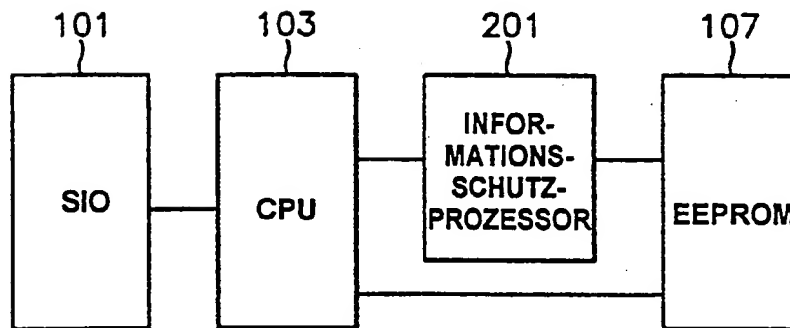 101 103 201 107
SIO
CPU
INFOR-
MATIONS-
SCHUTZ-
PROZESSOR
EEPROM